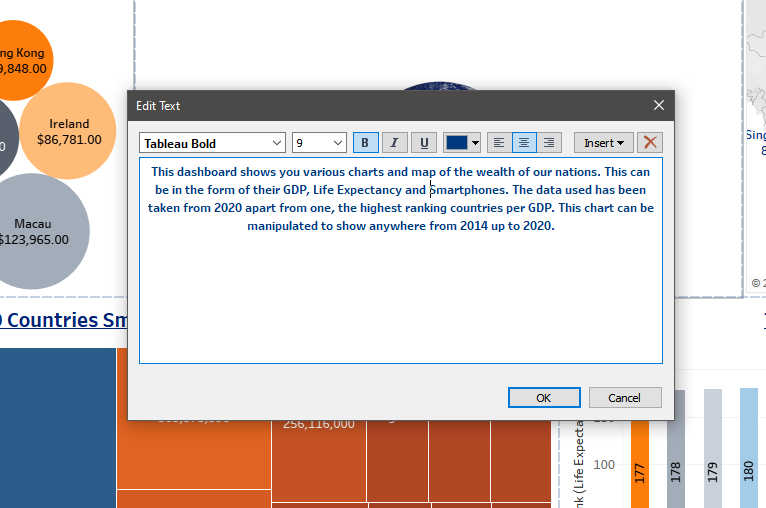 ng Kong
9,848.00
Ireland
$86,781.00
0
Macau
$123,965.00
Edit Text
Tableau Bold
9
B
I
U
Insert
This dashboard shows you various charts and map of the wealth of our nations. This can
be in the form of their GDP, Life Expectancy and Smartphones. The data used has been
taken from 2020 apart from one, the highest ranking countries per GDP. This chart can be
manipulated to show anywhere from 2014 up to 2020.
OK
Cancel
Sing
8
© 2
0 Countries Sm
256,116,000
nk (Life Expecta
100
177
178
179
180